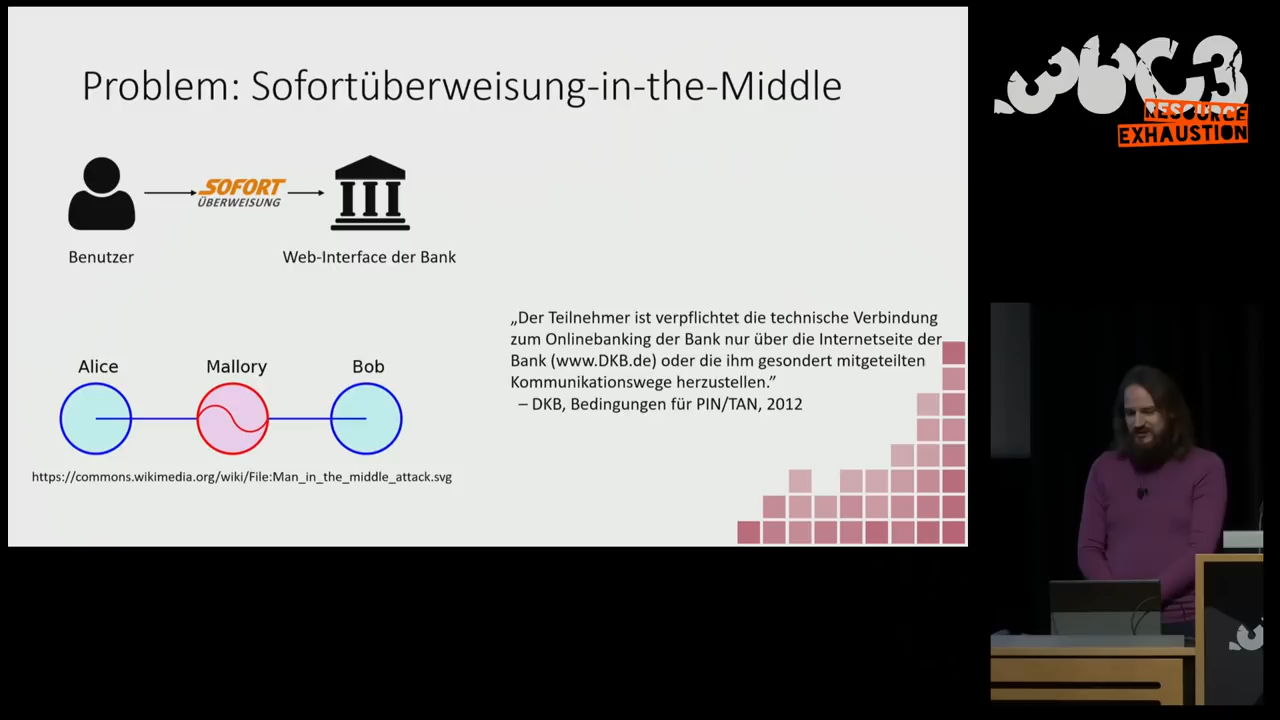 Problem: Sofortüberweisung-in-the-Middle
SOFORT
ÜBERWEISUNG
Benutzer
Web-Interface der Bank
Alice
Mallory
Bob
https://commons.wikimedia.org/wiki/File:Man_in_the_middle_attack.svg
„Der Teilnehmer ist verpflichtet die technische Verbindung
zum Onlinebanking der Bank nur über die Internetseite der
Bank (www.DKB.de) oder die ihm gesondert mitgeteilten
Kommunikationswege herzustellen.”
– DKB, Bedingungen für PIN/TAN, 2012
36C3
RESOURCE
EXHAUSTION